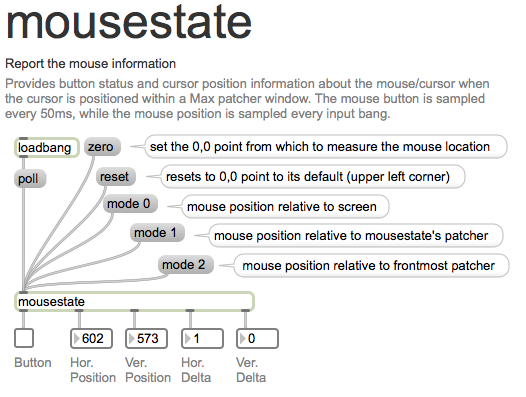 mousestate
Report the mouse information
Provides button status and cursor position information about the mouse/cursor when
the cursor is positioned within a Max patcher window. The mouse button is sampled
every 50ms, while the mouse position is sampled every input bang.
loadbang zero set the 0,0 point from which to measure the mouse location
poll reset resets to 0,0 point to its default (upper left corner)
mode 0 mouse position relative to screen
mode 1 mouse position relative to mousestate's patcher
mode 2 mouse position relative to frontmost patcher
mousestate
602 573 1 0
Button Hor. Ver. Hor. Ver.
Position Position Delta Delta